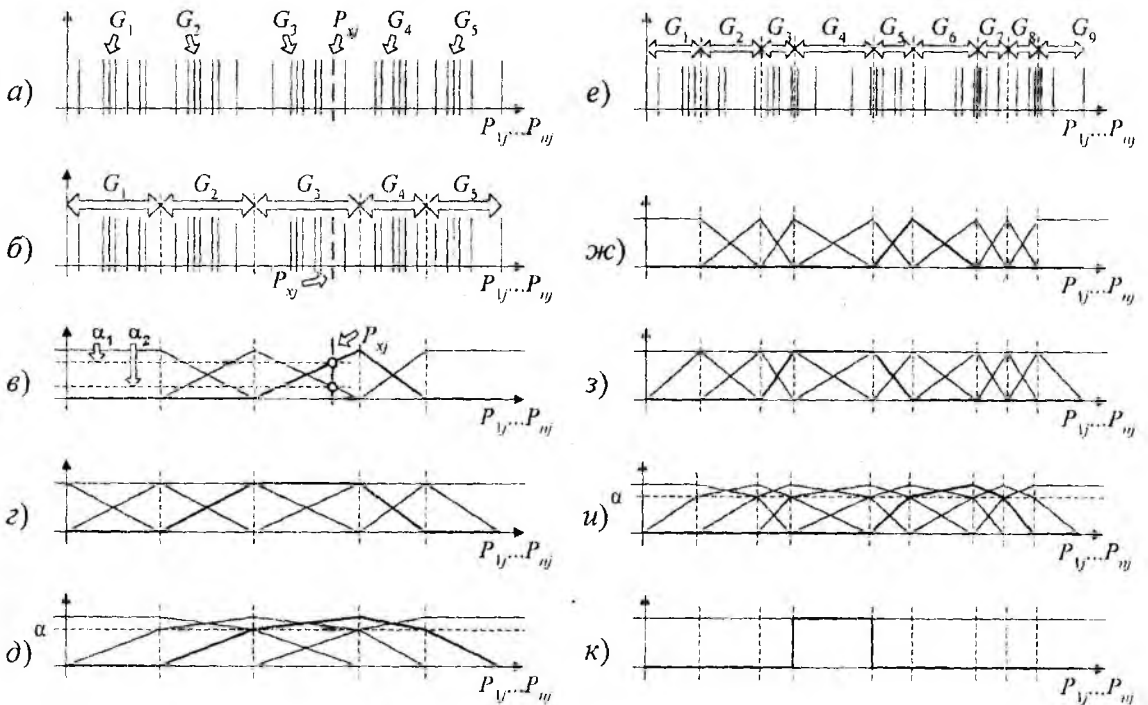 G₁ G₂ G₃ Pₓⱼ G₄ G₅
а)
P₁ⱼ...Pₙⱼ
G₁ G₂ G₃ G₄ G₅
б)
Pₓⱼ
P₁ⱼ...Pₙⱼ
α₁ α₂ Pₓⱼ
в)
P₁ⱼ...Pₙⱼ
г)
P₁ⱼ...Pₙⱼ
α
д)
P₁ⱼ...Pₙⱼ
G₁ G₂ G₃ G₄ G₅ G₆ G₇ G₈ G₉
е)
P₁ⱼ...Pₙⱼ
ж)
P₁ⱼ...Pₙⱼ
з)
P₁ⱼ...Pₙⱼ
и) α
P₁ⱼ...Pₙⱼ
к)
P₁ⱼ...Pₙⱼ